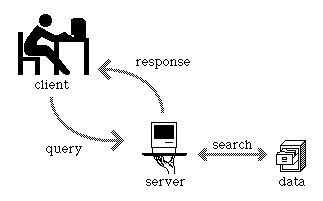 response
client
query
search
server
data